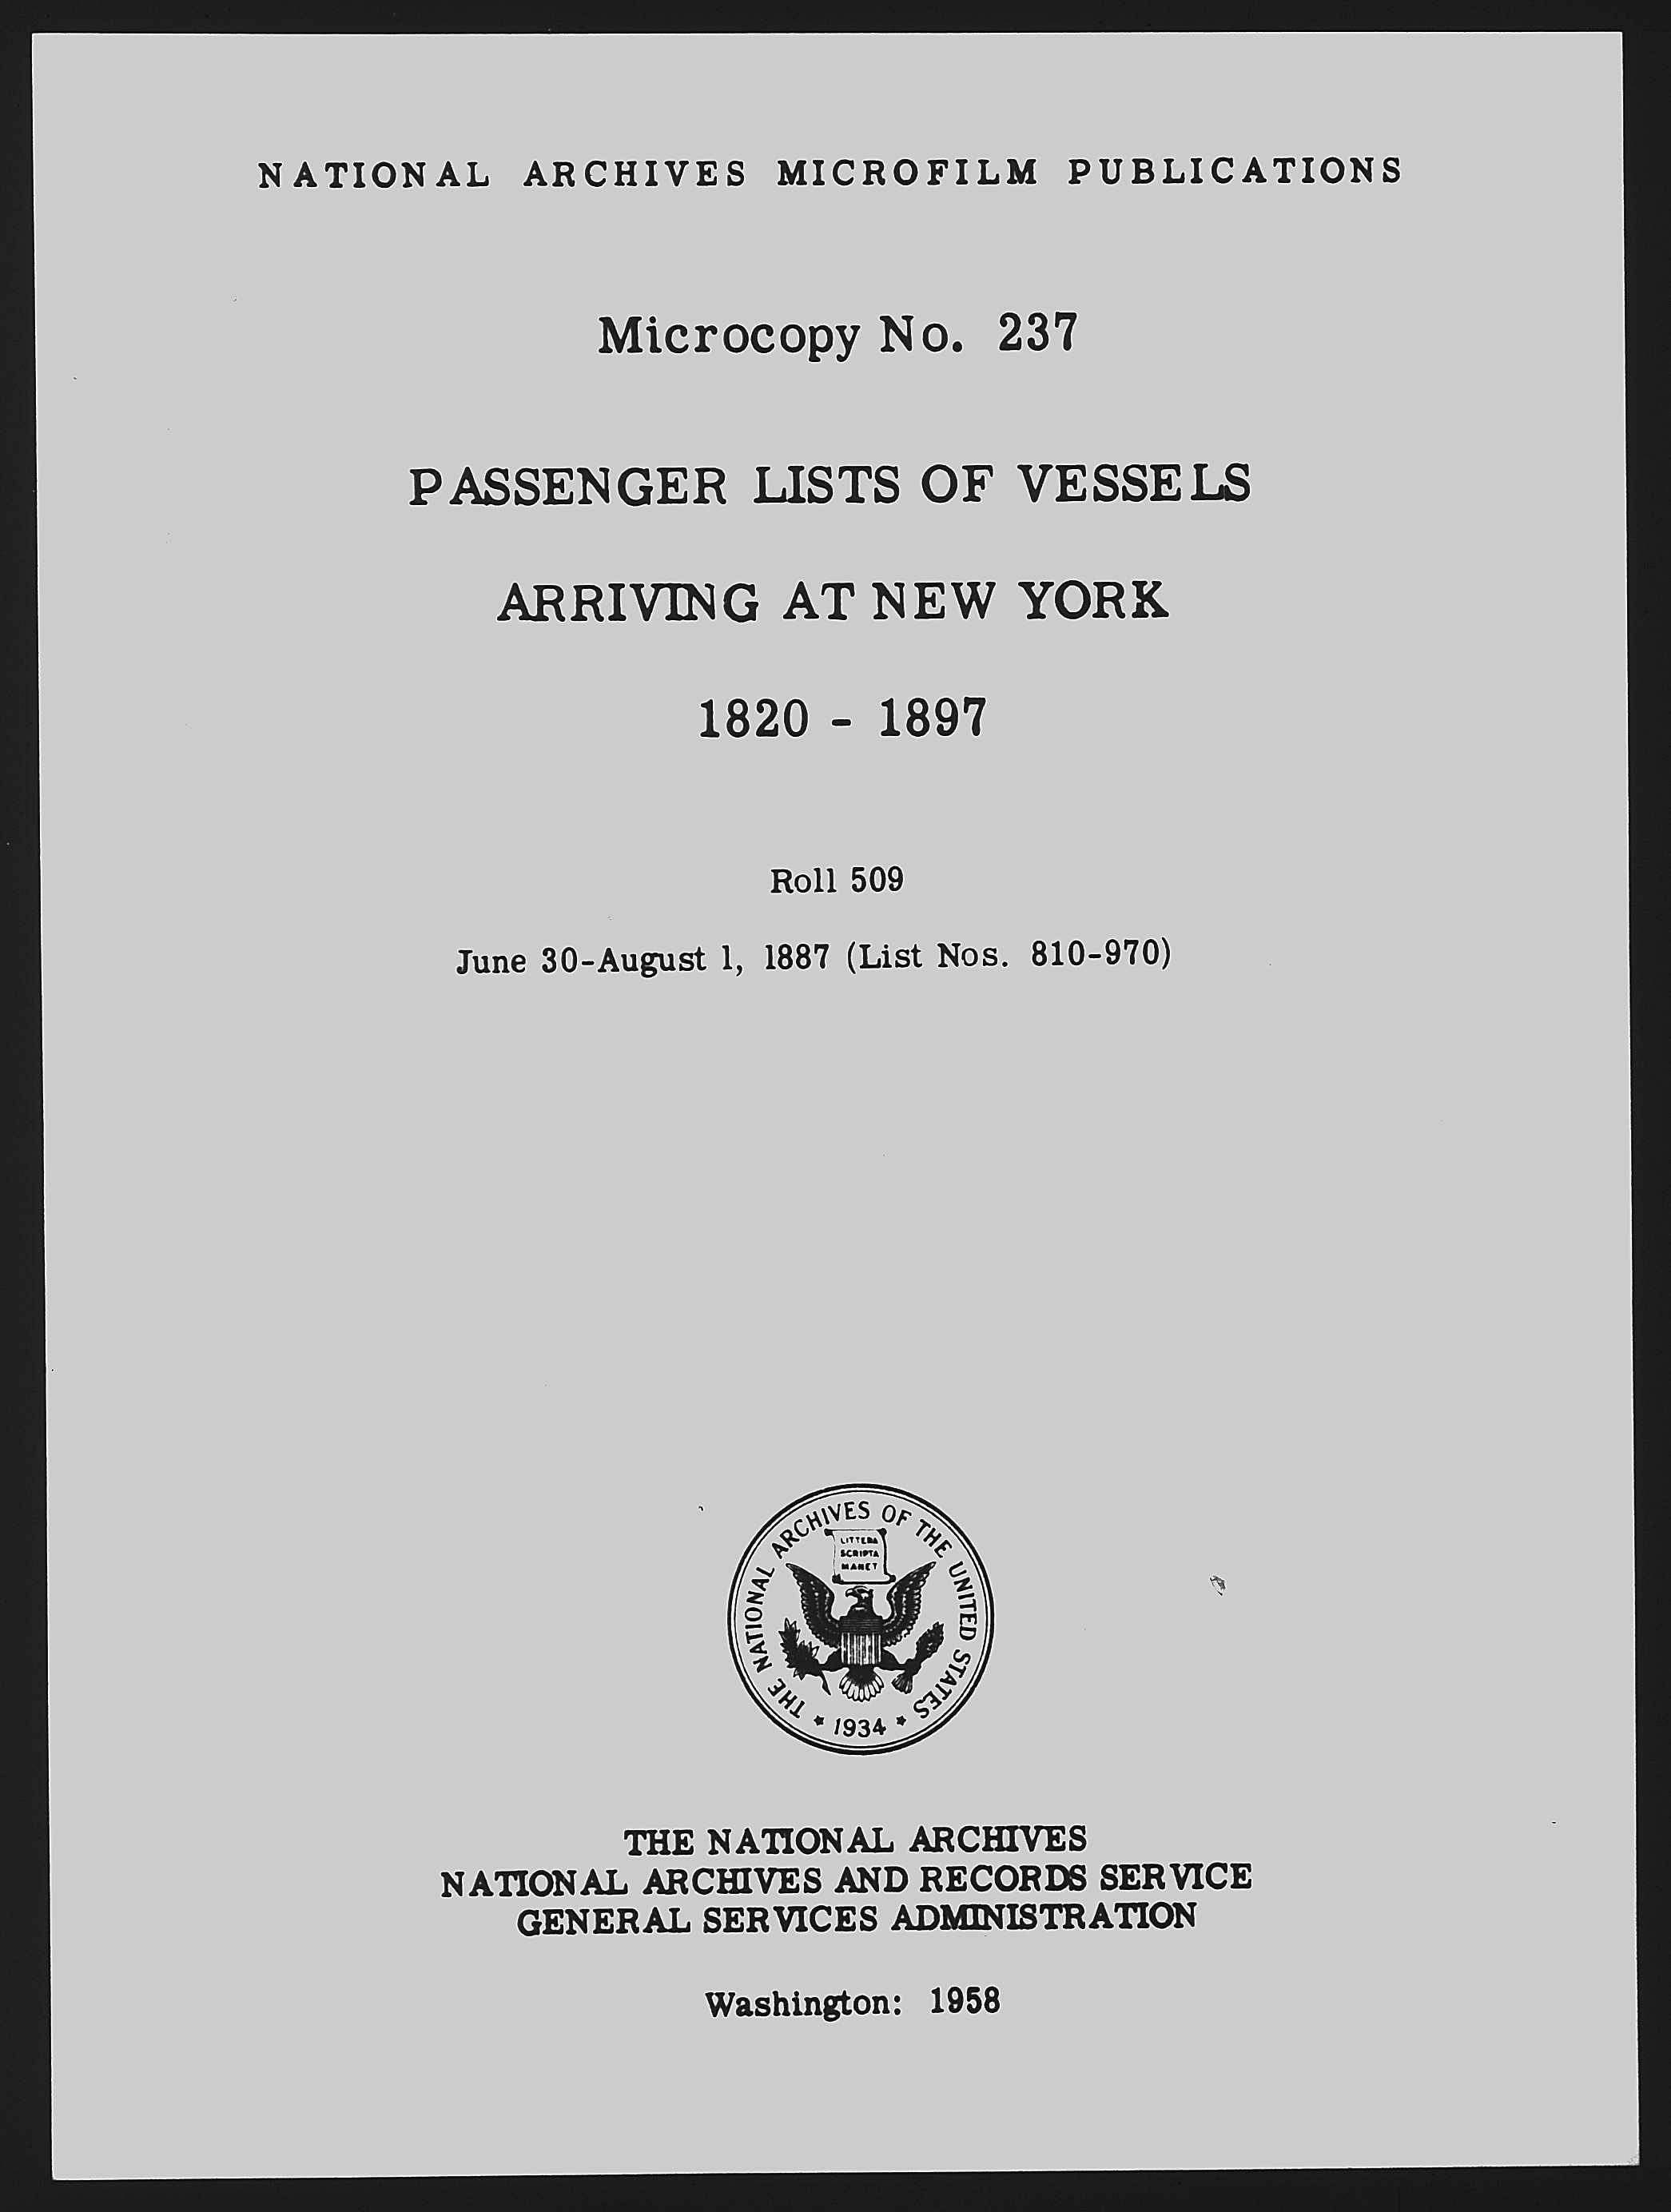 NATIONAL ARCHIVES MICROFILM PUBLICATIONS
Microcopy No. 237
PASSENGER LISTS OF VESSELS
ARRIVING AT NEW YORK
1820 - 1897
Roll 509
June 30-August 1, 1887 (List Nos. 810-970)
THE NATIONAL ARCHIVES OF THE UNITED STATES
LITTERA
SCRIPTA
MANET
* 1934 *
THE NATIONAL ARCHIVES
NATIONAL ARCHIVES AND RECORDS SERVICE
GENERAL SERVICES ADMINISTRATION
Washington: 1958